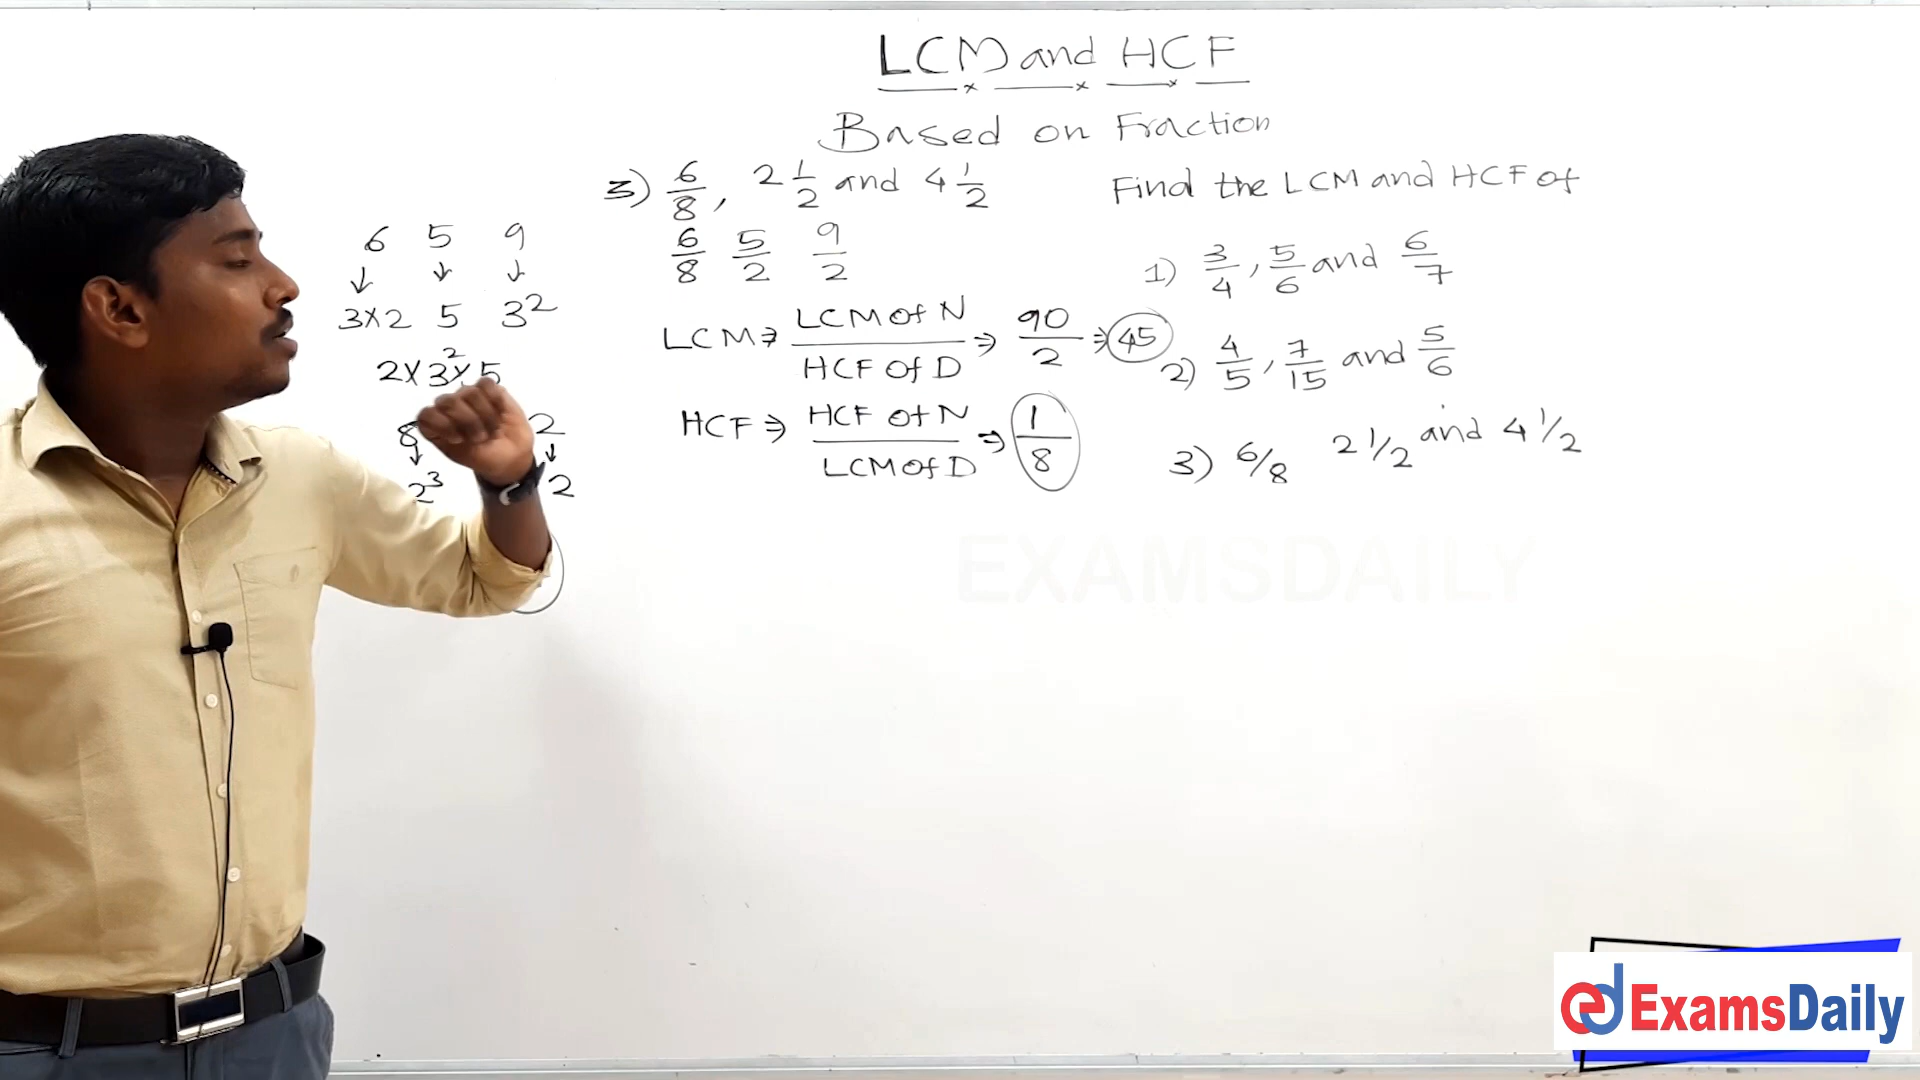 LCM and HCF
Based on Fraction
3) 6/8, 2 1/2 and 4 1/2
6/8 5/2 9/2
LCM ⇒ LCM of N / HCF of D ⇒ 90/2 ⇒ 45
HCF ⇒ HCF of N / LCM of D ⇒ 1/8
6 5 9
↓ ↓ ↓
3×2 5 3²
2×3²×5
8 2
↓ ↓
2³ 2
Find the LCM and HCF of
1) 3/4, 5/6 and 6/7
2) 4/5, 7/15 and 5/6
3) 6/8 2 1/2 and 4 1/2
EXAMSDAILY
ExamsDaily